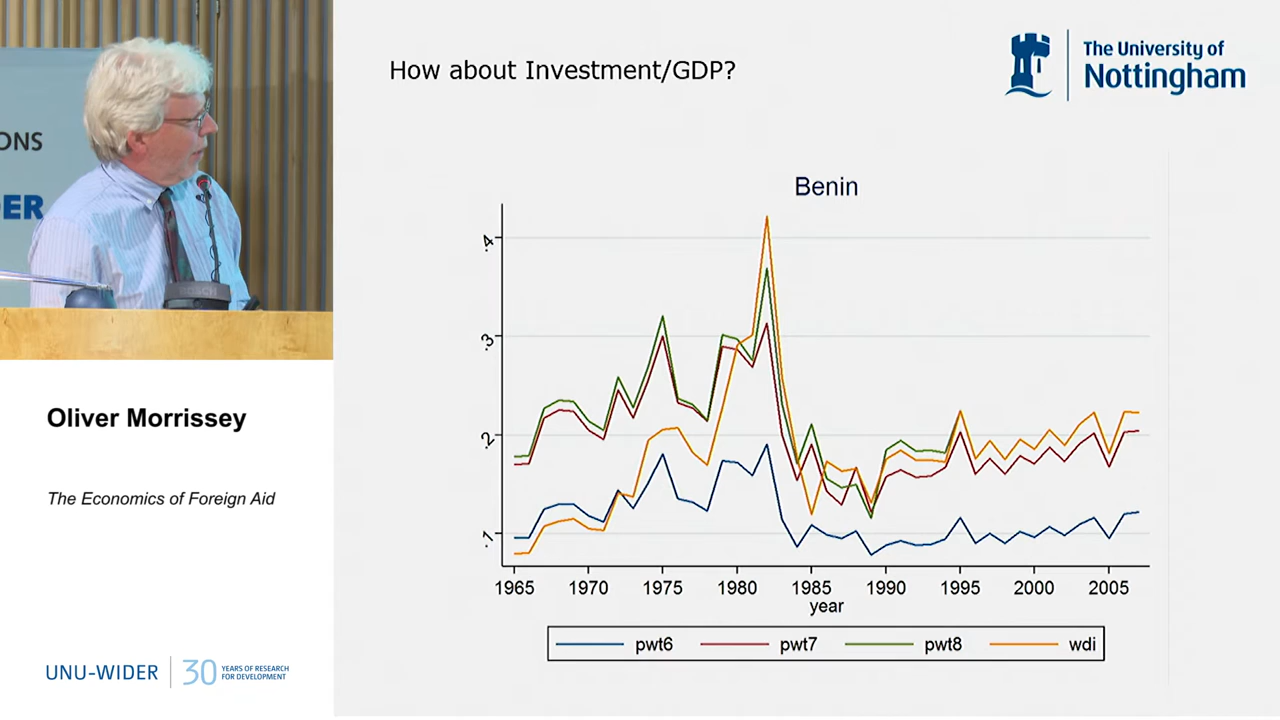 How about Investment/GDP?
The University of
Nottingham
ONS
DER
BOSCH
Benin
.4
.3
.2
.1
1965 1970 1975 1980 1985 1990 1995 2000 2005
year
pwt6 pwt7 pwt8 wdi
Oliver Morrissey
The Economics of Foreign Aid
UNU-WIDER
30 YEARS OF RESEARCH
FOR DEVELOPMENT